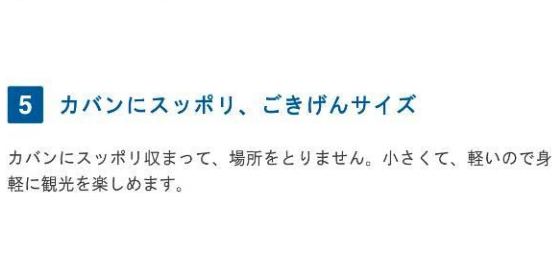 5 カバンにスッポリ、ごきげんサイズ
カバンにスッポリ収まって、場所をとりません。小さくて、軽いので身
軽に観光を楽しめます。